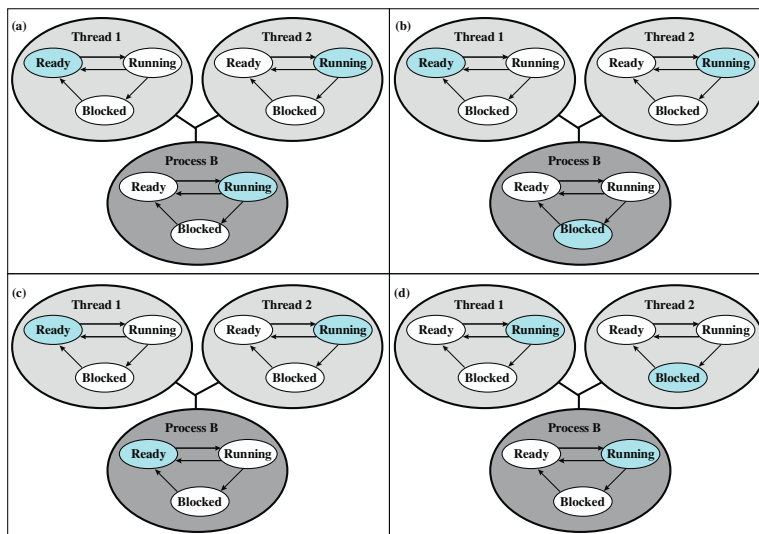 (a)
Thread 1
Ready Running
Blocked
Thread 2
Ready Running
Blocked
Process B
Ready Running
Blocked
(b)
Thread 1
Ready Running
Blocked
Thread 2
Ready Running
Blocked
Process B
Ready Running
Blocked
(c)
Thread 1
Ready Running
Blocked
Thread 2
Ready Running
Blocked
Process B
Ready Running
Blocked
(d)
Thread 1
Ready Running
Blocked
Thread 2
Ready Running
Blocked
Process B
Ready Running
Blocked